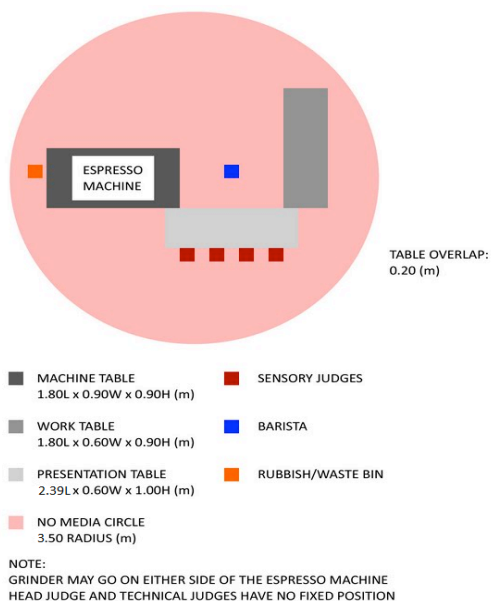 ESPRESSO
MACHINE
TABLE OVERLAP:
0.20 (m)
MACHINE TABLE
1.80L x 0.90W x 0.90H (m)
SENSORY JUDGES
WORK TABLE
1.80L x 0.60W x 0.90H (m)
BARISTA
PRESENTATION TABLE
2.39L x 0.60W x 1.00H (m)
RUBBISH/WASTE BIN
NO MEDIA CIRCLE
3.50 RADIUS (m)
NOTE:
GRINDER MAY GO ON EITHER SIDE OF THE ESPRESSO MACHINE
HEAD JUDGE AND TECHNICAL JUDGES HAVE NO FIXED POSITION